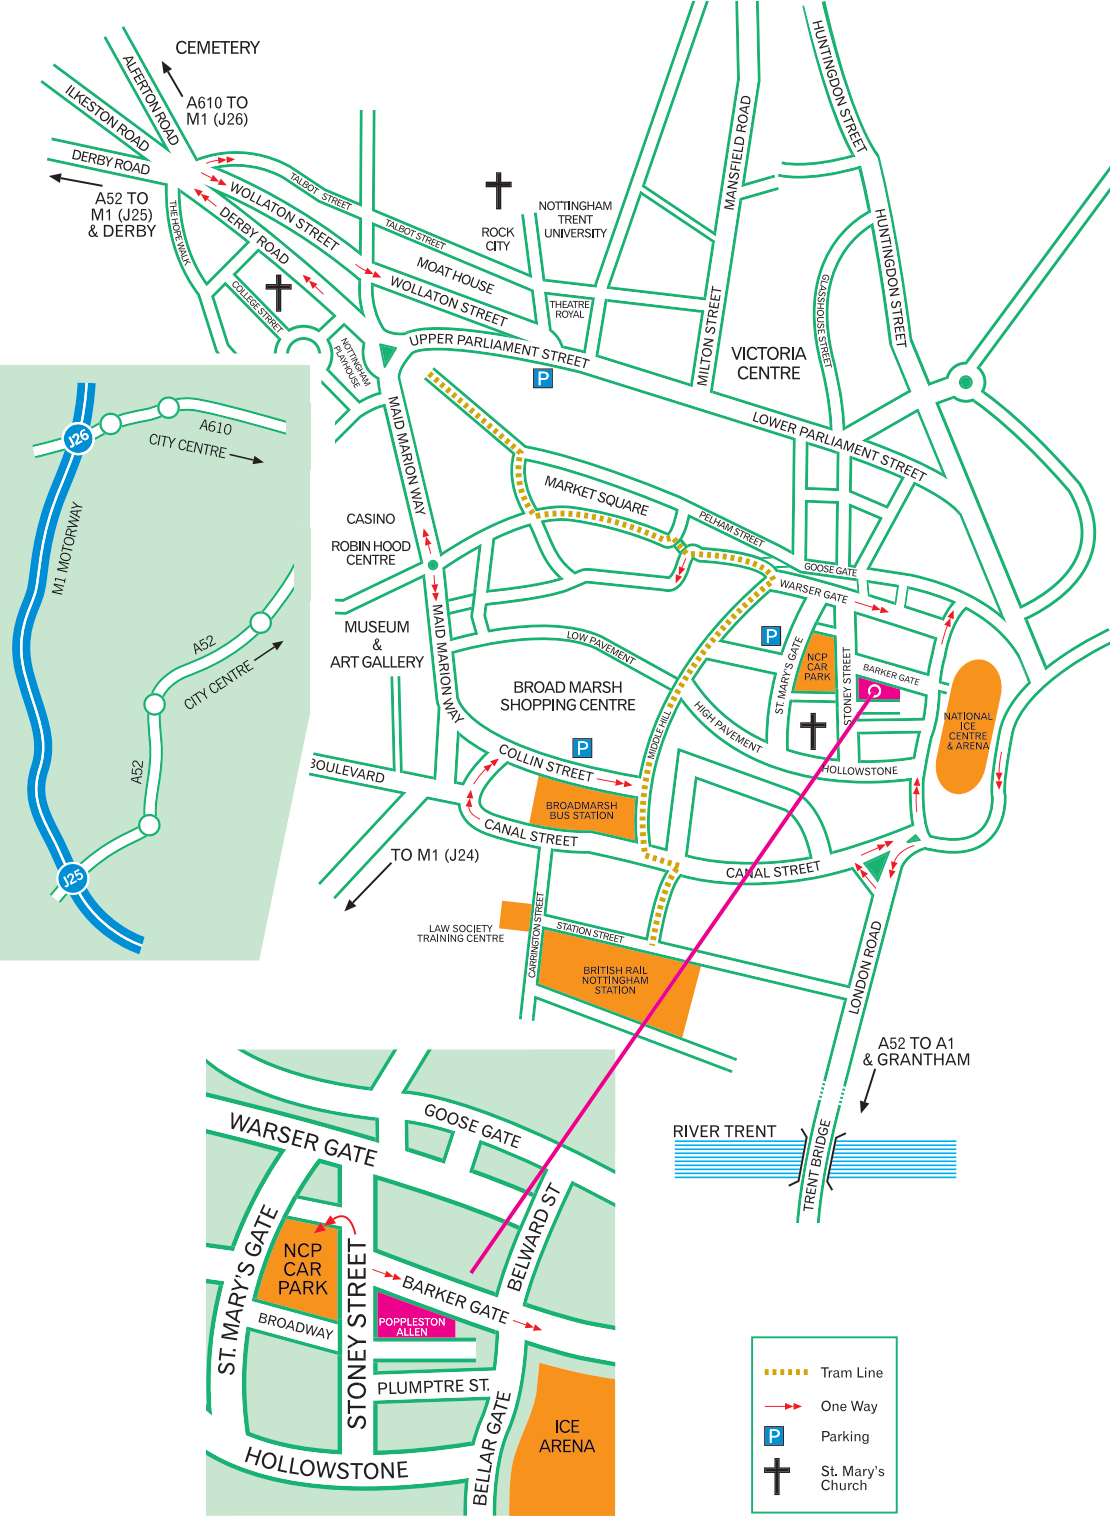 CEMETERY
ALFERTON ROAD
ILKESTON ROAD
A610 TO
M1 (J26)
DERBY ROAD
A52 TO
M1 (J25)
& DERBY
THE HOPE WALK
TALBOT STREET
WOLLATON STREET
DERBY ROAD
TALBOT STREET
ROCK
CITY
NOTTINGHAM
TRENT
UNIVERSITY
MANSFIELD ROAD
HUNTINGDON STREET
HUNTINGDON STREET
GLASSHOUSE STREET
MOAT HOUSE
WOLLATON STREET
COLLEGE STRRET
THEATRE
ROYAL
NOTTINGHAM
PLAYHOUSE
UPPER PARLIAMENT STREET
P
MILTON STREET
VICTORIA
CENTRE
LOWER PARLIAMENT STREET
MAID MARION WAY
MARKET SQUARE
PELHAM STREET
CASINO
ROBIN HOOD
CENTRE
GOOSE GATE
WARSER GATE
MUSEUM
&
ART GALLERY
MAID MARION WAY
LOW PAVEMENT
P
ST. MARY'S GATE
NCP
CAR
PARK
STONEY STREET
BARKER GATE
BROAD MARSH
SHOPPING CENTRE
MIDDLE HILL
HIGH PAVEMENT
NATIONAL
ICE
CENTRE
& ARENA
P
COLLIN STREET
HOLLOWSTONE
BOULEVARD
BROADMARSH
BUS STATION
CANAL STREET
CANAL STREET
TO M1 (J24)
CARRINGTON STREET
LAW SOCIETY
TRAINING CENTRE
STATION STREET
BRITISH RAIL
NOTTINGHAM
STATION
LONDON ROAD
A52 TO A1
& GRANTHAM
RIVER TRENT
TRENT BRIDGE
J26
A610
CITY CENTRE
M1 MOTORWAY
A52
CITY CENTRE
A52
J25
GOOSE GATE
WARSER GATE
ST. MARY'S GATE
NCP
CAR
PARK
STONEY STREET
BELWARD ST
BARKER GATE
BROADWAY
POPPLESTON
ALLEN
PLUMPTRE ST.
BELLAR GATE
ICE
ARENA
HOLLOWSTONE
Tram Line
One Way
P
Parking
St. Mary's
Church